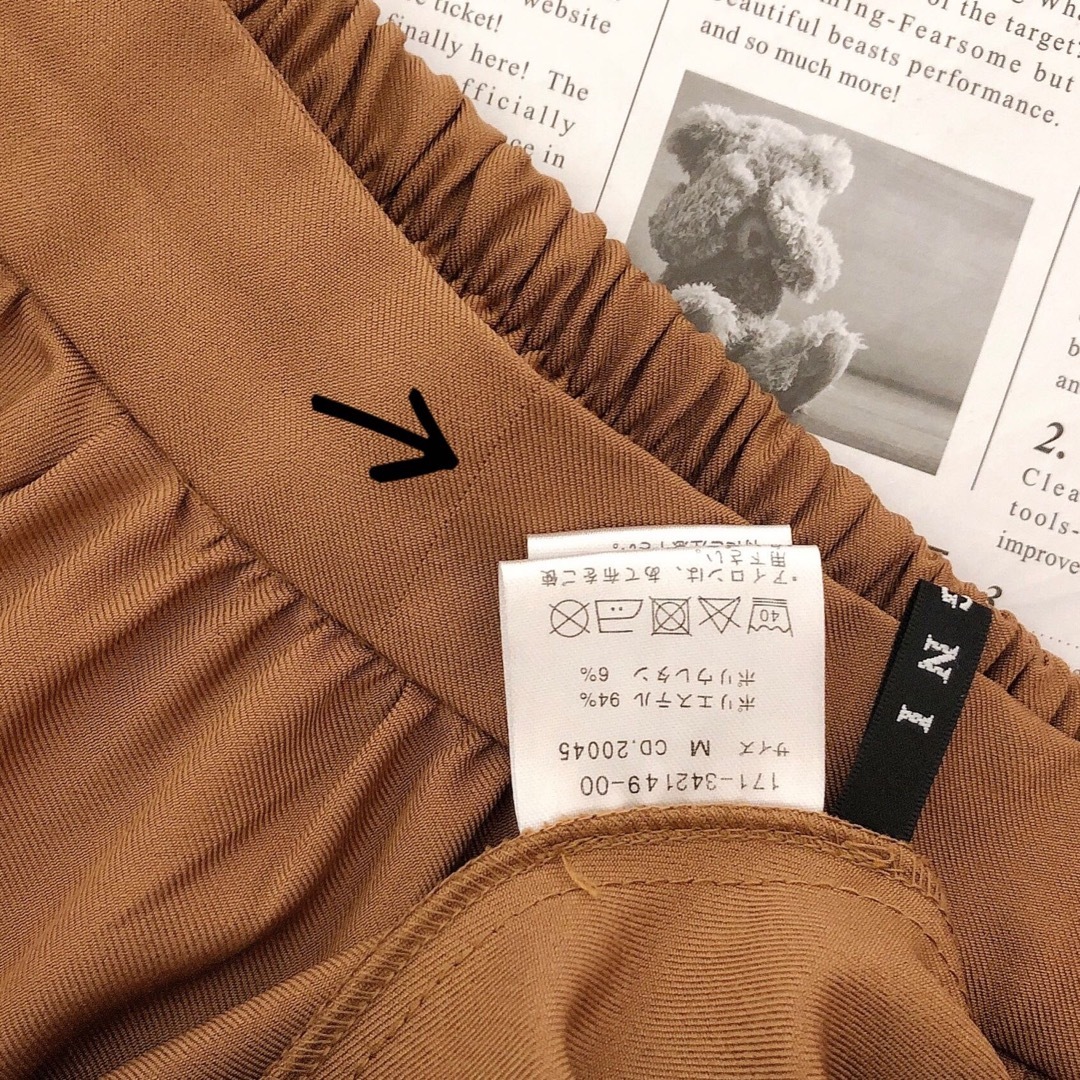 website
e ticket!
finally here! The
fficially
ce in
of the target?
ning-Fearsome but
beautiful beasts performance.
and so much more!
2.
Clea
tools-
improve
3
171-342149-00
サイズ M CD.20045
ポリエステル 94%
ポリウレタン 6%
40
*アイロンは、あて布をご使
用下さい。
I N G